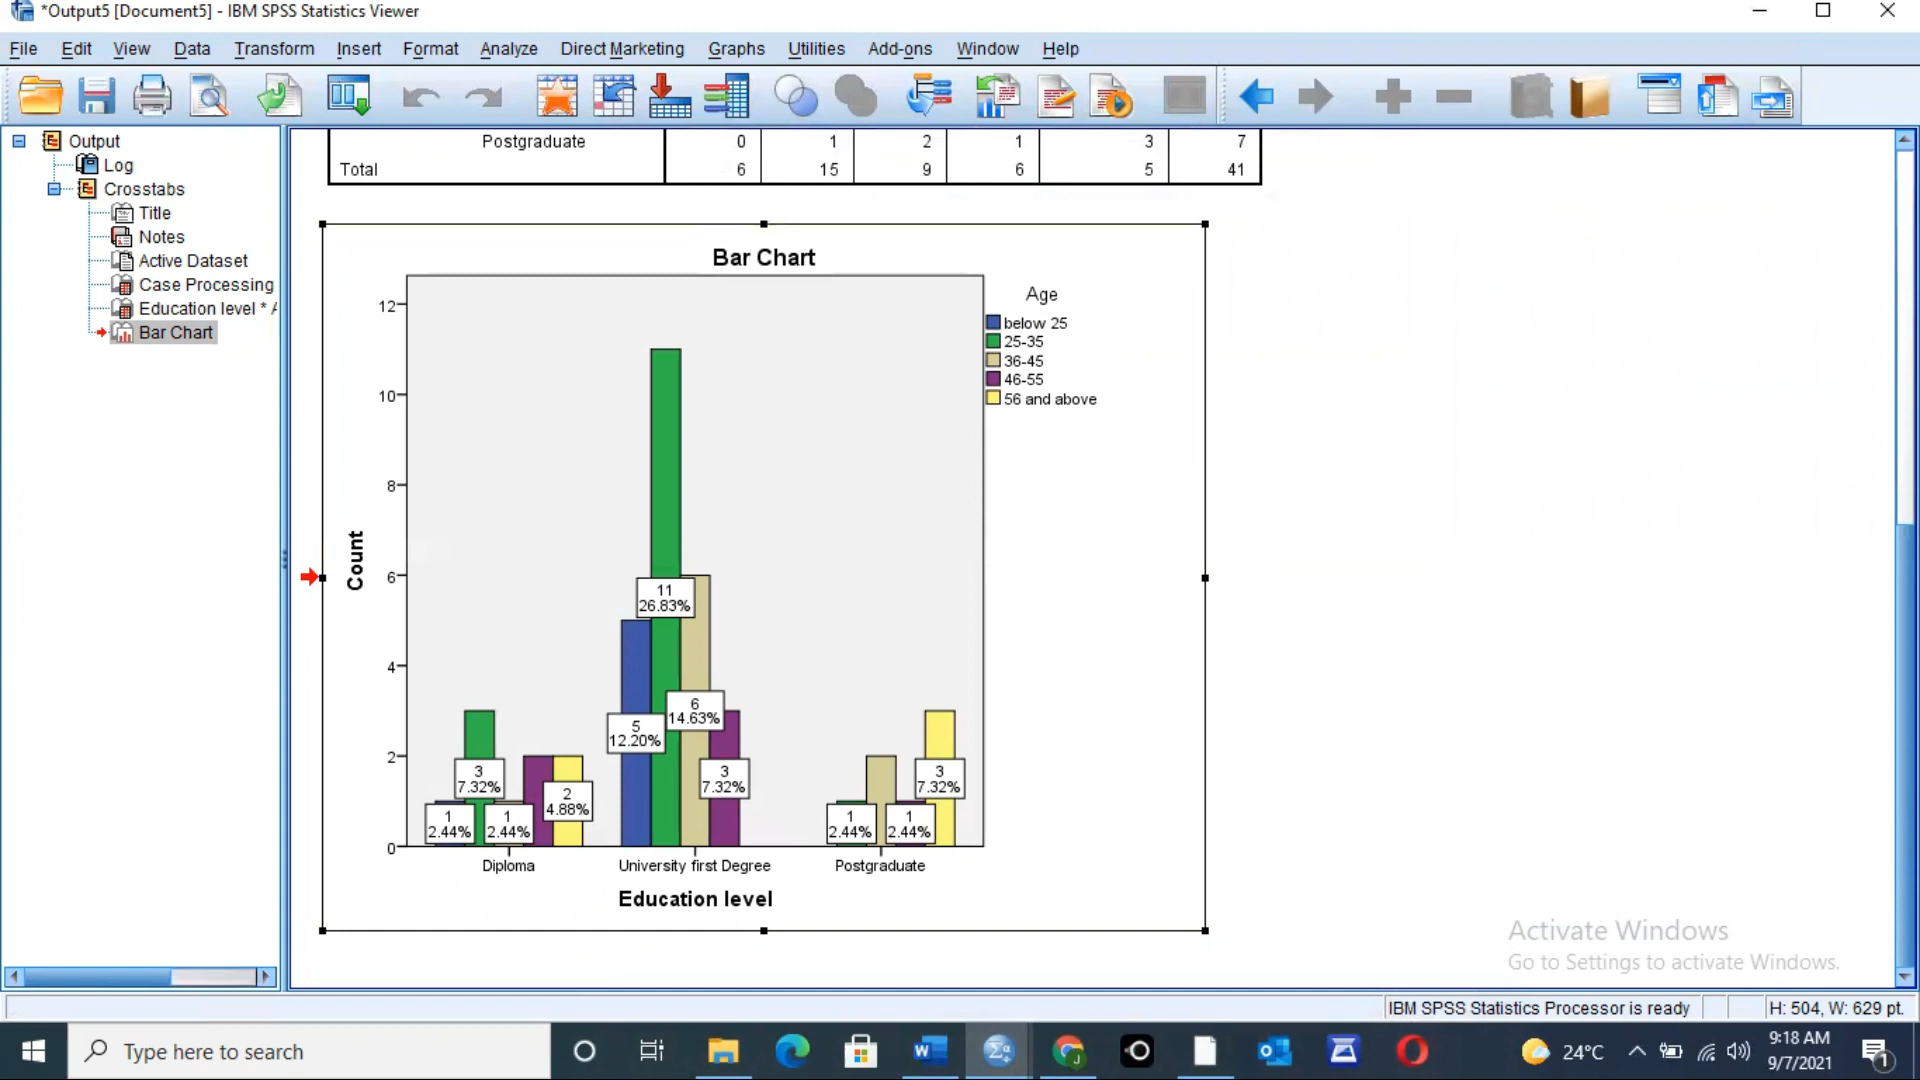 *Output5 [Document5] - IBM SPSS Statistics Viewer
File Edit View Data Transform Insert Format Analyze Direct Marketing Graphs Utilities Add-ons Window Help
Output
Log
Crosstabs
Title
Notes
Active Dataset
Case Processing
Education level * A
Bar Chart
Postgraduate 0 1 2 1 3 7
Total 6 15 9 6 5 41
Bar Chart
Age
below 25
25-35
36-45
46-55
56 and above
Count
12
10
8
6
4
2
0
1
2.44%
3
7.32%
1
2.44%
2
4.88%
5
12.20%
11
26.83%
6
14.63%
3
7.32%
1
2.44%
1
2.44%
3
7.32%
Diploma University first Degree Postgraduate
Education level
Activate Windows
Go to Settings to activate Windows.
IBM SPSS Statistics Processor is ready H: 504, W: 629 pt.
Type here to search
24°C
9:18 AM
9/7/2021
1